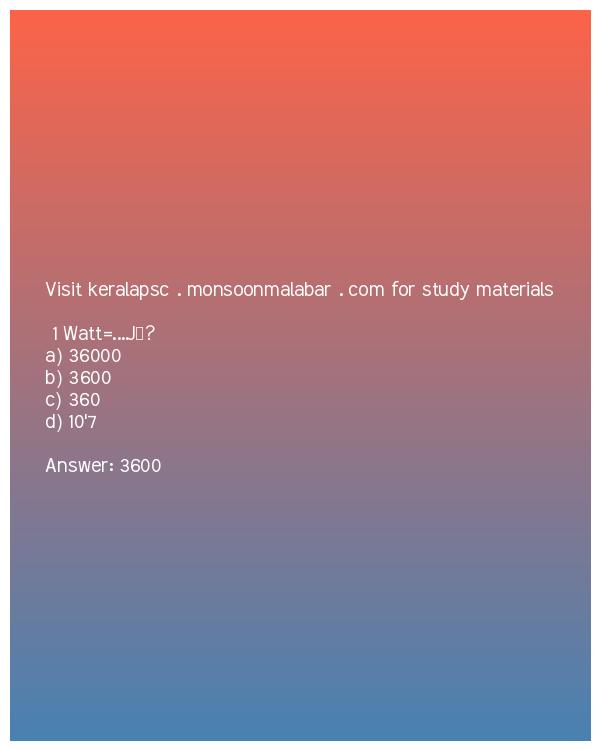 Visit keralapsc . monsoonmalabar . com for study materials
1 Watt=....J▯?
a) 36000
b) 3600
c) 360
d) 10'7
Answer: 3600